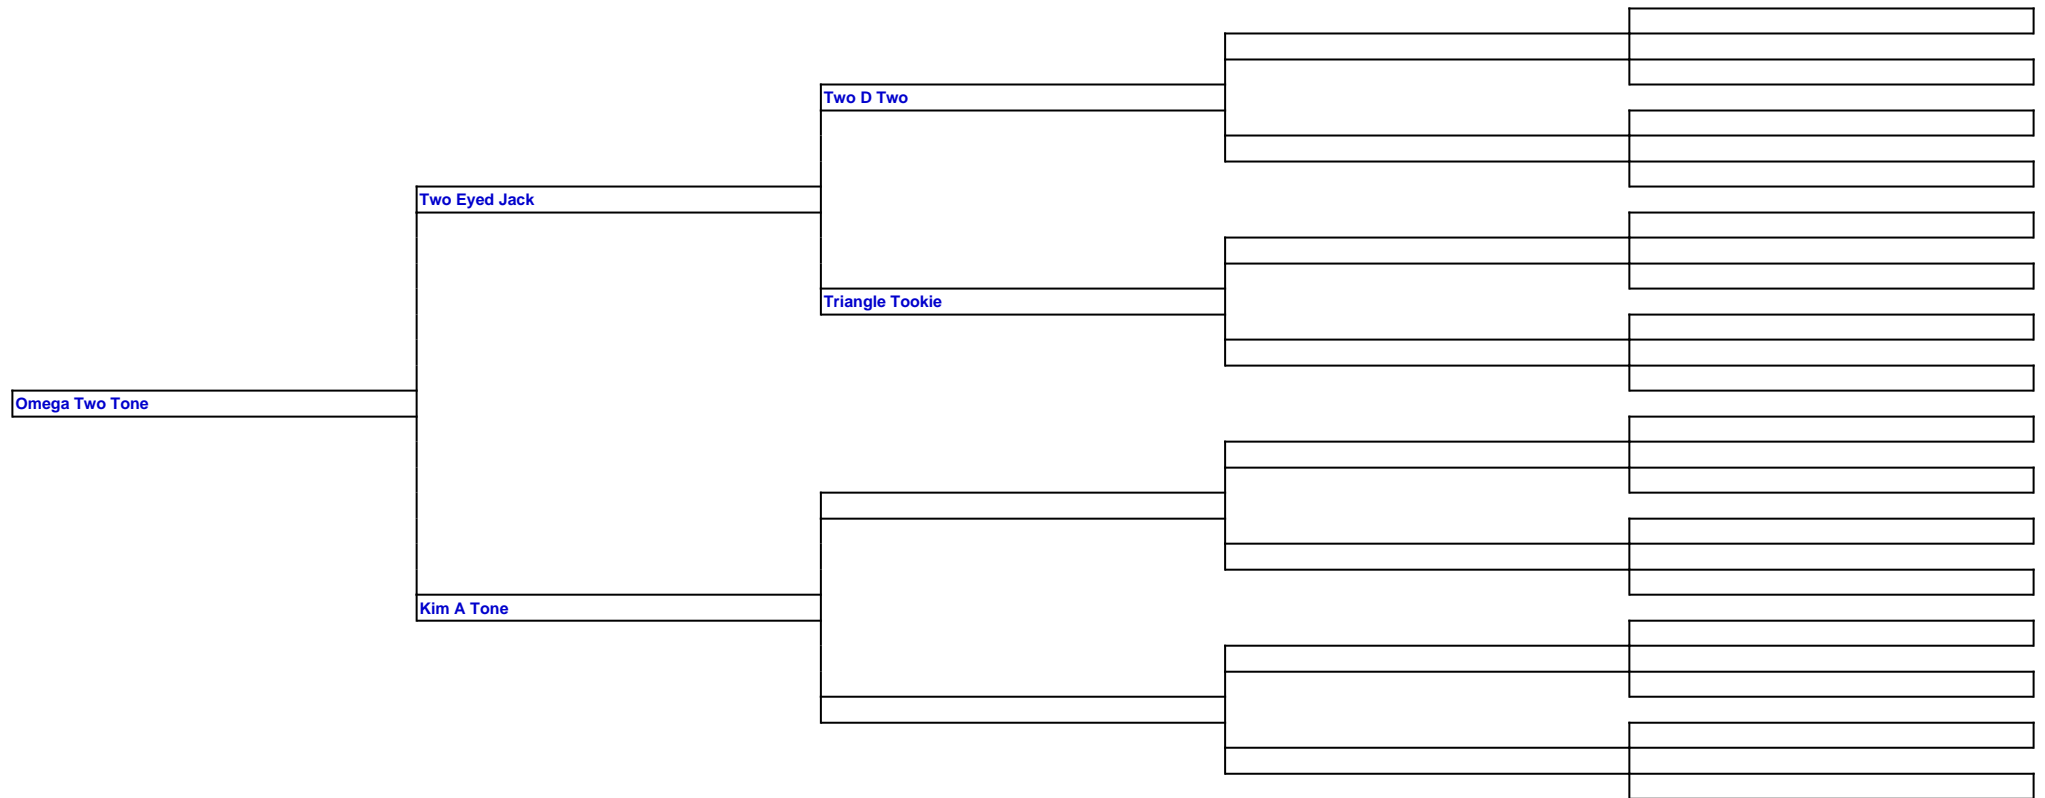 Two D Two
Two Eyed Jack
Triangle Tookie
Omega Two Tone
Kim A Tone